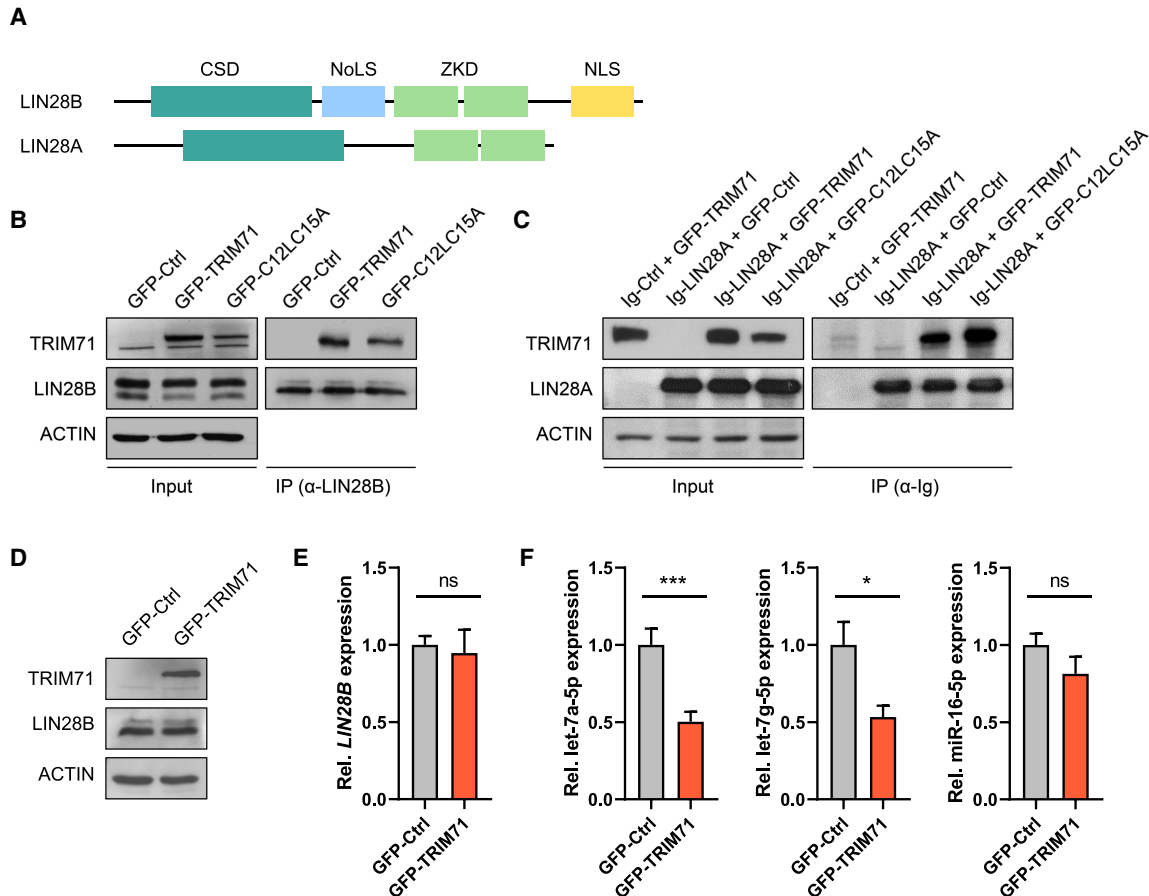 A
CSD NoLS ZKD NLS
LIN28B
LIN28A
B
GFP-Ctrl
GFP-TRIM71
GFP-C12LC15A
GFP-Ctrl
GFP-TRIM71
GFP-C12LC15A
TRIM71
LIN28B
ACTIN
Input IP (α-LIN28B)
C
Ig-Ctrl + GFP-TRIM71
Ig-LIN28A + GFP-Ctrl
Ig-LIN28A + GFP-TRIM71
Ig-LIN28A + GFP-C12LC15A
Ig-Ctrl + GFP-TRIM71
Ig-LIN28A + GFP-Ctrl
Ig-LIN28A + GFP-TRIM71
Ig-LIN28A + GFP-C12LC15A
TRIM71
LIN28A
ACTIN
Input IP (α-Ig)
D
GFP-Ctrl
GFP-TRIM71
TRIM71
LIN28B
ACTIN
E
Rel. LIN28B expression
1.5
1.0
0.5
0.0
ns
GFP-Ctrl
GFP-TRIM71
F
Rel. let-7a-5p expression
1.5
1.0
0.5
0.0
***
GFP-Ctrl
GFP-TRIM71
Rel. let-7g-5p expression
1.5
1.0
0.5
0.0
*
GFP-Ctrl
GFP-TRIM71
Rel. miR-16-5p expression
1.5
1.0
0.5
0.0
ns
GFP-Ctrl
GFP-TRIM71